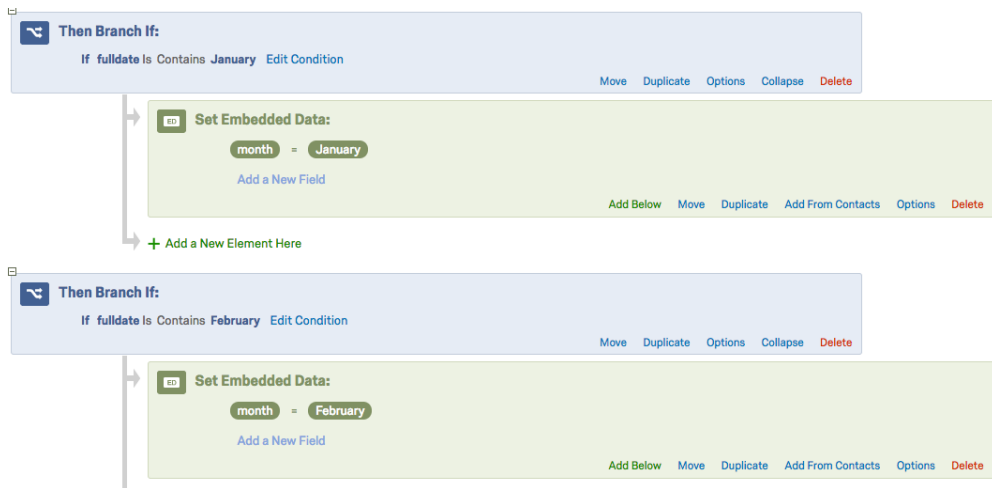 Then Branch If:
If fulldate Is Contains January Edit Condition
Move Duplicate Options Collapse Delete
ED Set Embedded Data:
month = January
Add a New Field
Add Below Move Duplicate Add From Contacts Options Delete
+ Add a New Element Here
Then Branch If:
If fulldate Is Contains February Edit Condition
Move Duplicate Options Collapse Delete
ED Set Embedded Data:
month = February
Add a New Field
Add Below Move Duplicate Add From Contacts Options Delete